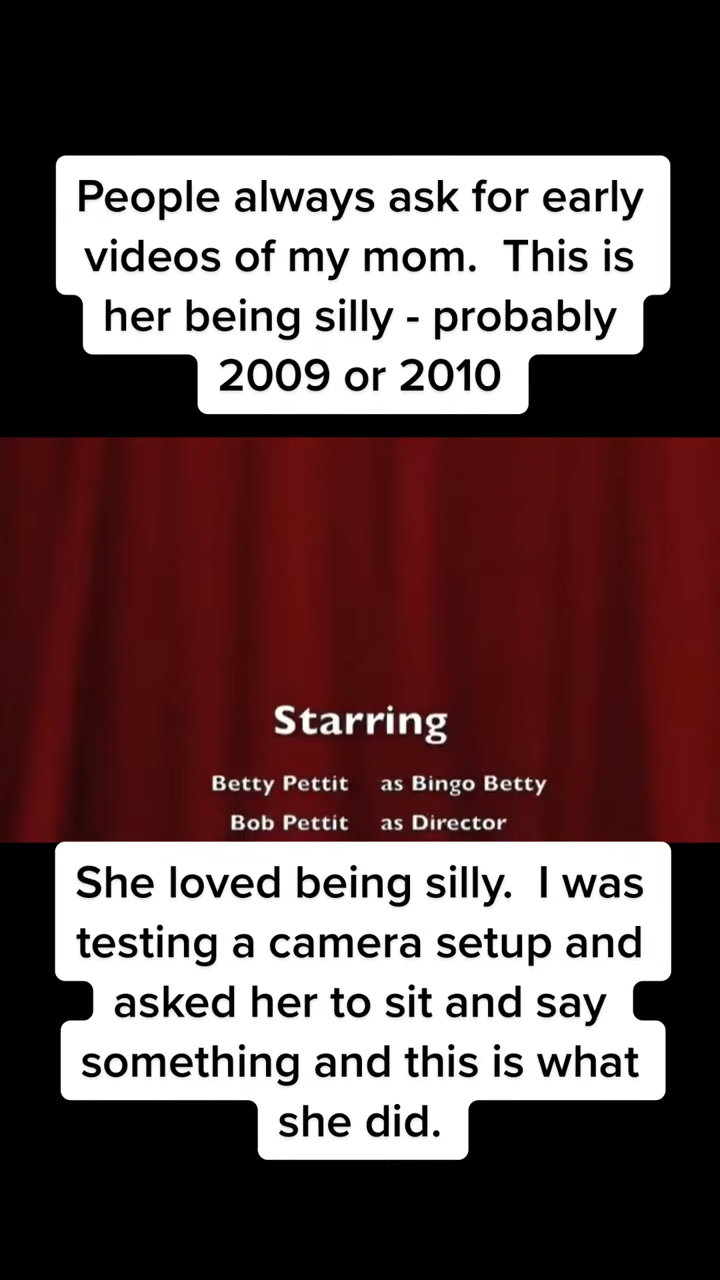 People always ask for early
videos of my mom.  This is
her being silly - probably
2009 or 2010
Starring
Betty Pettit as Bingo Betty
Bob Pettit as Director
She loved being silly.  I was
testing a camera setup and
asked her to sit and say
something and this is what
she did.